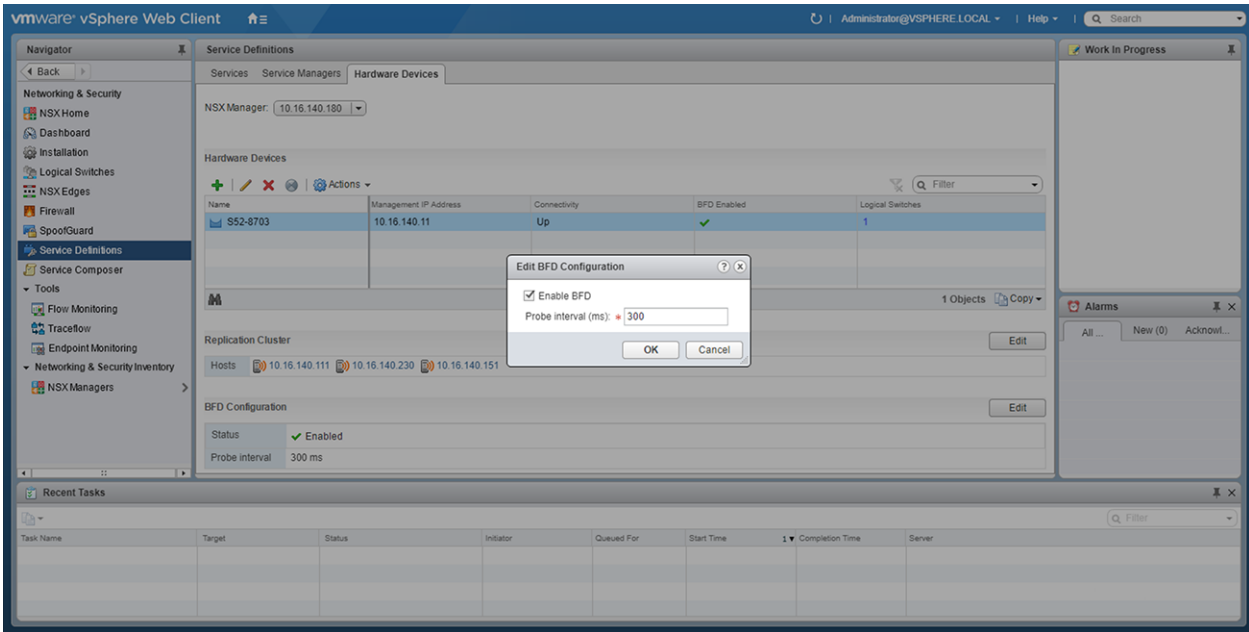 vmware® vSphere Web Client
Administrator@VSPHERE.LOCAL | Help | Search
Navigator
Back
Networking & Security
NSX Home
Dashboard
Installation
Logical Switches
NSX Edges
Firewall
SpoofGuard
Service Definitions
Service Composer
Tools
Flow Monitoring
Traceflow
Endpoint Monitoring
Networking & Security Inventory
NSX Managers
Service Definitions
Services Service Managers Hardware Devices
NSX Manager: 10.16.140.180
Hardware Devices
Actions Filter
Name Management IP Address Connectivity BFD Enabled Logical Switches
S52-8703 10.16.140.11 Up 1
1 Objects Copy
Edit BFD Configuration
Enable BFD
Probe interval (ms): * 300
OK Cancel
Replication Cluster Edit
Hosts 10.16.140.111 10.16.140.230 10.16.140.151
BFD Configuration Edit
Status Enabled
Probe interval 300 ms
Work In Progress
Alarms
All ... New (0) Acknowl...
Recent Tasks
Filter
Task Name Target Status Initiator Queued For Start Time 1 Completion Time Server